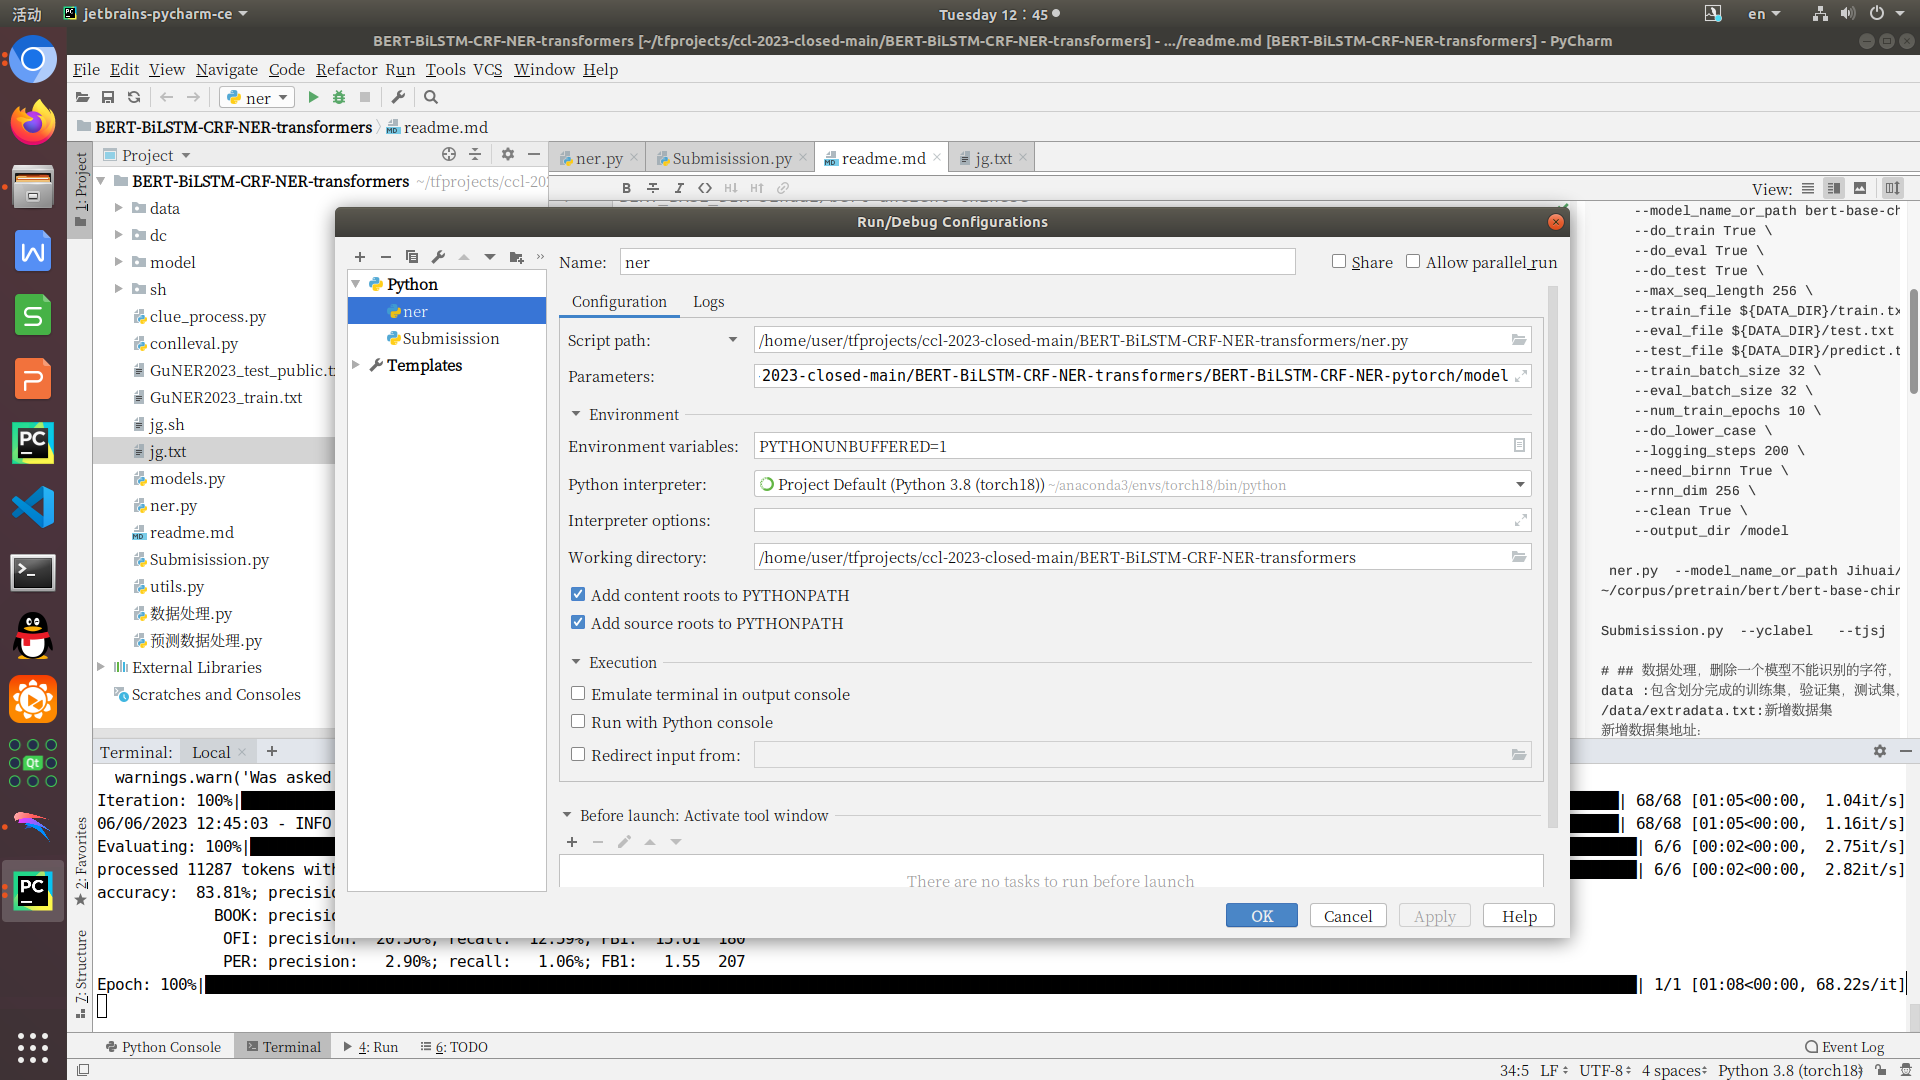 活动 jetbrains-pycharm-ce Tuesday 12：45 en
BERT-BiLSTM-CRF-NER-transformers [~/tfprojects/ccl-2023-closed-main/BERT-BiLSTM-CRF-NER-transformers] - .../readme.md [BERT-BiLSTM-CRF-NER-transformers] - PyCharm
File Edit View Navigate Code Refactor Run Tools VCS Window Help
ner
BERT-BiLSTM-CRF-NER-transformers readme.md
1: Project
Project
ner.py Submisission.py readme.md jg.txt
View:
BERT-BiLSTM-CRF-NER-transformers ~/tfprojects/ccl-202
data
dc
model
sh
clue_process.py
conlleval.py
GuNER2023_test_public.t
GuNER2023_train.txt
jg.sh
jg.txt
models.py
ner.py
readme.md
Submisission.py
utils.py
数据处理.py
预测数据处理.py
External Libraries
Scratches and Consoles
Run/Debug Configurations
Python
ner
Submisission
Templates
Name: ner Share Allow parallel run
Configuration Logs
Script path: /home/user/tfprojects/ccl-2023-closed-main/BERT-BiLSTM-CRF-NER-transformers/ner.py
Parameters: 2023-closed-main/BERT-BiLSTM-CRF-NER-transformers/BERT-BiLSTM-CRF-NER-pytorch/model
Environment
Environment variables: PYTHONUNBUFFERED=1
Python interpreter: Project Default (Python 3.8 (torch18)) ~/anaconda3/envs/torch18/bin/python
Interpreter options:
Working directory: /home/user/tfprojects/ccl-2023-closed-main/BERT-BiLSTM-CRF-NER-transformers
Add content roots to PYTHONPATH
Add source roots to PYTHONPATH
Execution
Emulate terminal in output console
Run with Python console
Redirect input from:
Before launch: Activate tool window
There are no tasks to run before launch
OK Cancel Apply Help
--model_name_or_path bert-base-ch
--do_train True \
--do_eval True \
--do_test True \
--max_seq_length 256 \
--train_file ${DATA_DIR}/train.tx
--eval_file ${DATA_DIR}/test.txt
--test_file ${DATA_DIR}/predict.t
--train_batch_size 32 \
--eval_batch_size 32 \
--num_train_epochs 10 \
--do_lower_case \
--logging_steps 200 \
--need_birnn True \
--rnn_dim 256 \
--clean True \
--output_dir /model
ner.py --model_name_or_path Jihuai/
~/corpus/pretrain/bert/bert-base-chin
Submisission.py --yclabel --tjsj
# ## 数据处理，删除一个模型不能识别的字符，
data :包含划分完成的训练集，验证集，测试集，
/data/extradata.txt:新增数据集
新增数据集地址:
Terminal: Local
warnings.warn('Was asked
Iteration: 100%| | 68/68 [01:05<00:00, 1.04it/s]
06/06/2023 12:45:03 - INFO | 68/68 [01:05<00:00, 1.16it/s]
Evaluating: 100%| | 6/6 [00:02<00:00, 2.75it/s]
processed 11287 tokens with | 6/6 [00:02<00:00, 2.82it/s]
accuracy: 83.81%; precisio
BOOK: precisio
OFI: precision: 20.56%; recall: 12.59%; FB1: 15.61 180
PER: precision: 2.90%; recall: 1.06%; FB1: 1.55 207
Epoch: 100%| | 1/1 [01:08<00:00, 68.22s/it]
2: Favorites
7: Structure
Python Console Terminal 4: Run 6: TODO Event Log
34:5 LF UTF-8 4 spaces Python 3.8 (torch18)